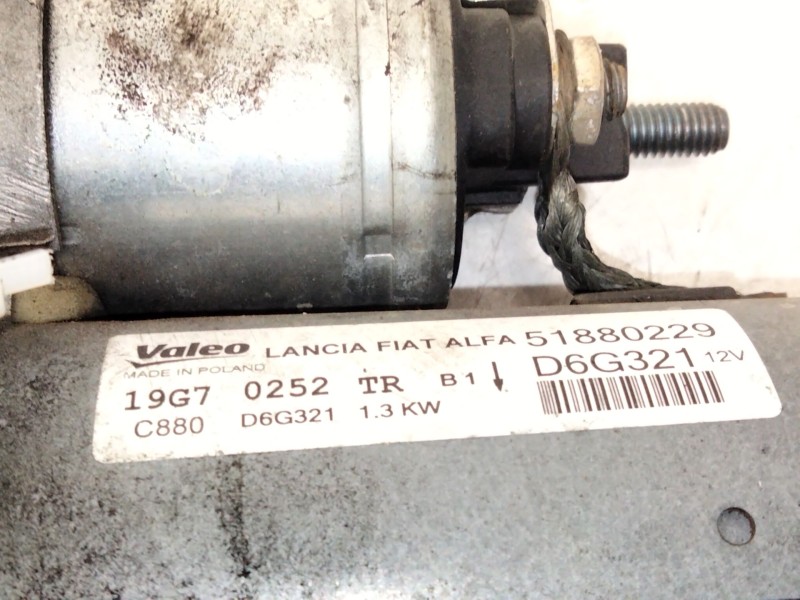 Valeo LANCIA FIAT ALFA 51880229
MADE IN POLAND D6G321 12V
19G7 0252 TR B1
C880 D6G321 1.3 KW